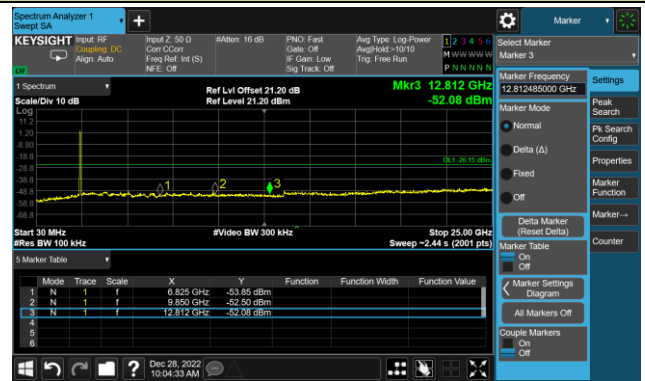 Spectrum Analyzer 1
Swept SA
Marker
KEYSIGHT
Input: RF
Coupling: DC
Align: Auto
Input Z: 50 Ω
Corr CCorr
Freq Ref: Int (S)
NFE: Off
#Atten: 16 dB
PNO: Fast
Gate: Off
IF Gain: Low
Sig Track: Off
Avg Type: Log-Power
Avg|Hold:>10/10
Trig: Free Run
1 2 3 4 5 6
M W W W W W
P N N N N N
LW
1 Spectrum
Scale/Div 10 dB
Ref Lvl Offset 21.20 dB
Ref Level 21.20 dBm
Mkr3 12.812 GHz
-52.08 dBm
Log
11.2
1.20
-8.80
-18.8
-28.8
-38.8
-48.8
-58.8
-68.8
DL1 -26.15 dBm
1
2
3
Start 30 MHz
#Video BW 300 kHz
Stop 25.00 GHz
#Res BW 100 kHz
Sweep ~2.44 s (2001 pts)
5 Marker Table
Mode Trace Scale X Y Function Function Width Function Value
1 N 1 f 6.825 GHz -53.85 dBm
2 N 1 f 9.850 GHz -52.50 dBm
3 N 1 f 12.812 GHz -52.08 dBm
4
5
6
Dec 28, 2022
10:04:33 AM
Select Marker
Marker 3
Marker Frequency
12.812485000 GHz
Marker Mode
Normal
Delta (Δ)
Fixed
Off
Delta Marker
(Reset Delta)
Marker Table
On
Off
Marker Settings
Diagram
All Markers Off
Couple Markers
On
Off
Settings
Peak
Search
Pk Search
Config
Properties
Marker
Function
Marker→
Counter